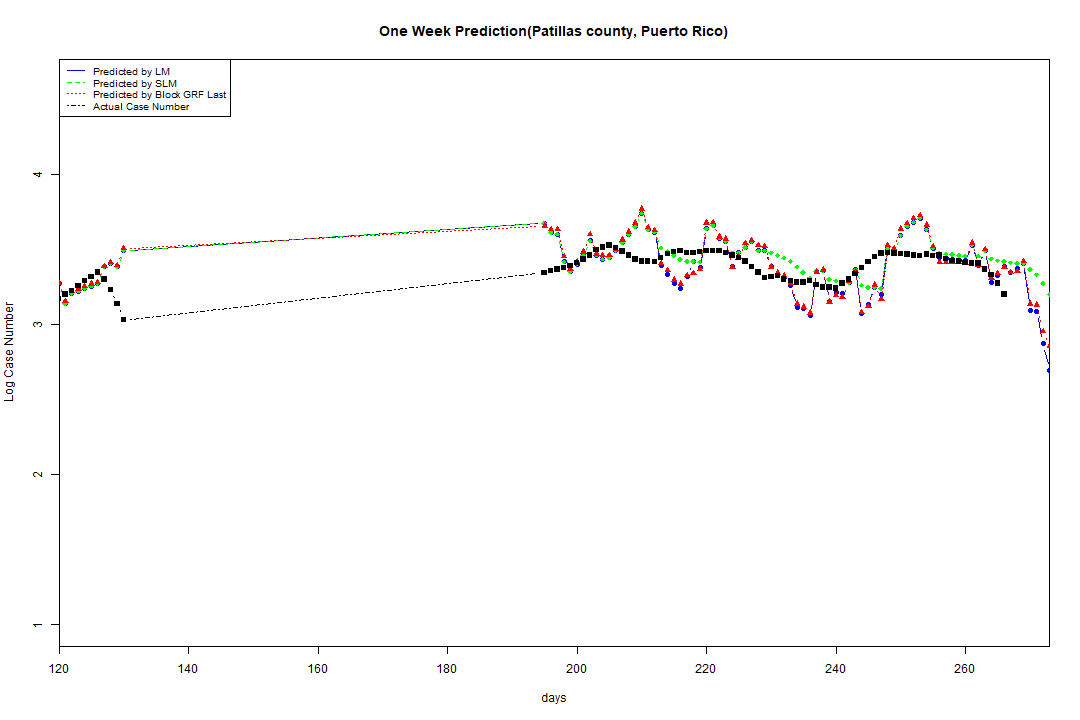 One Week Prediction(Patillas county, Puerto Rico)
Predicted by LM
Predicted by SLM
Predicted by Block GRF Last
Actual Case Number
4
3
2
1
Log Case Number
120 140 160 180 200 220 240 260
days